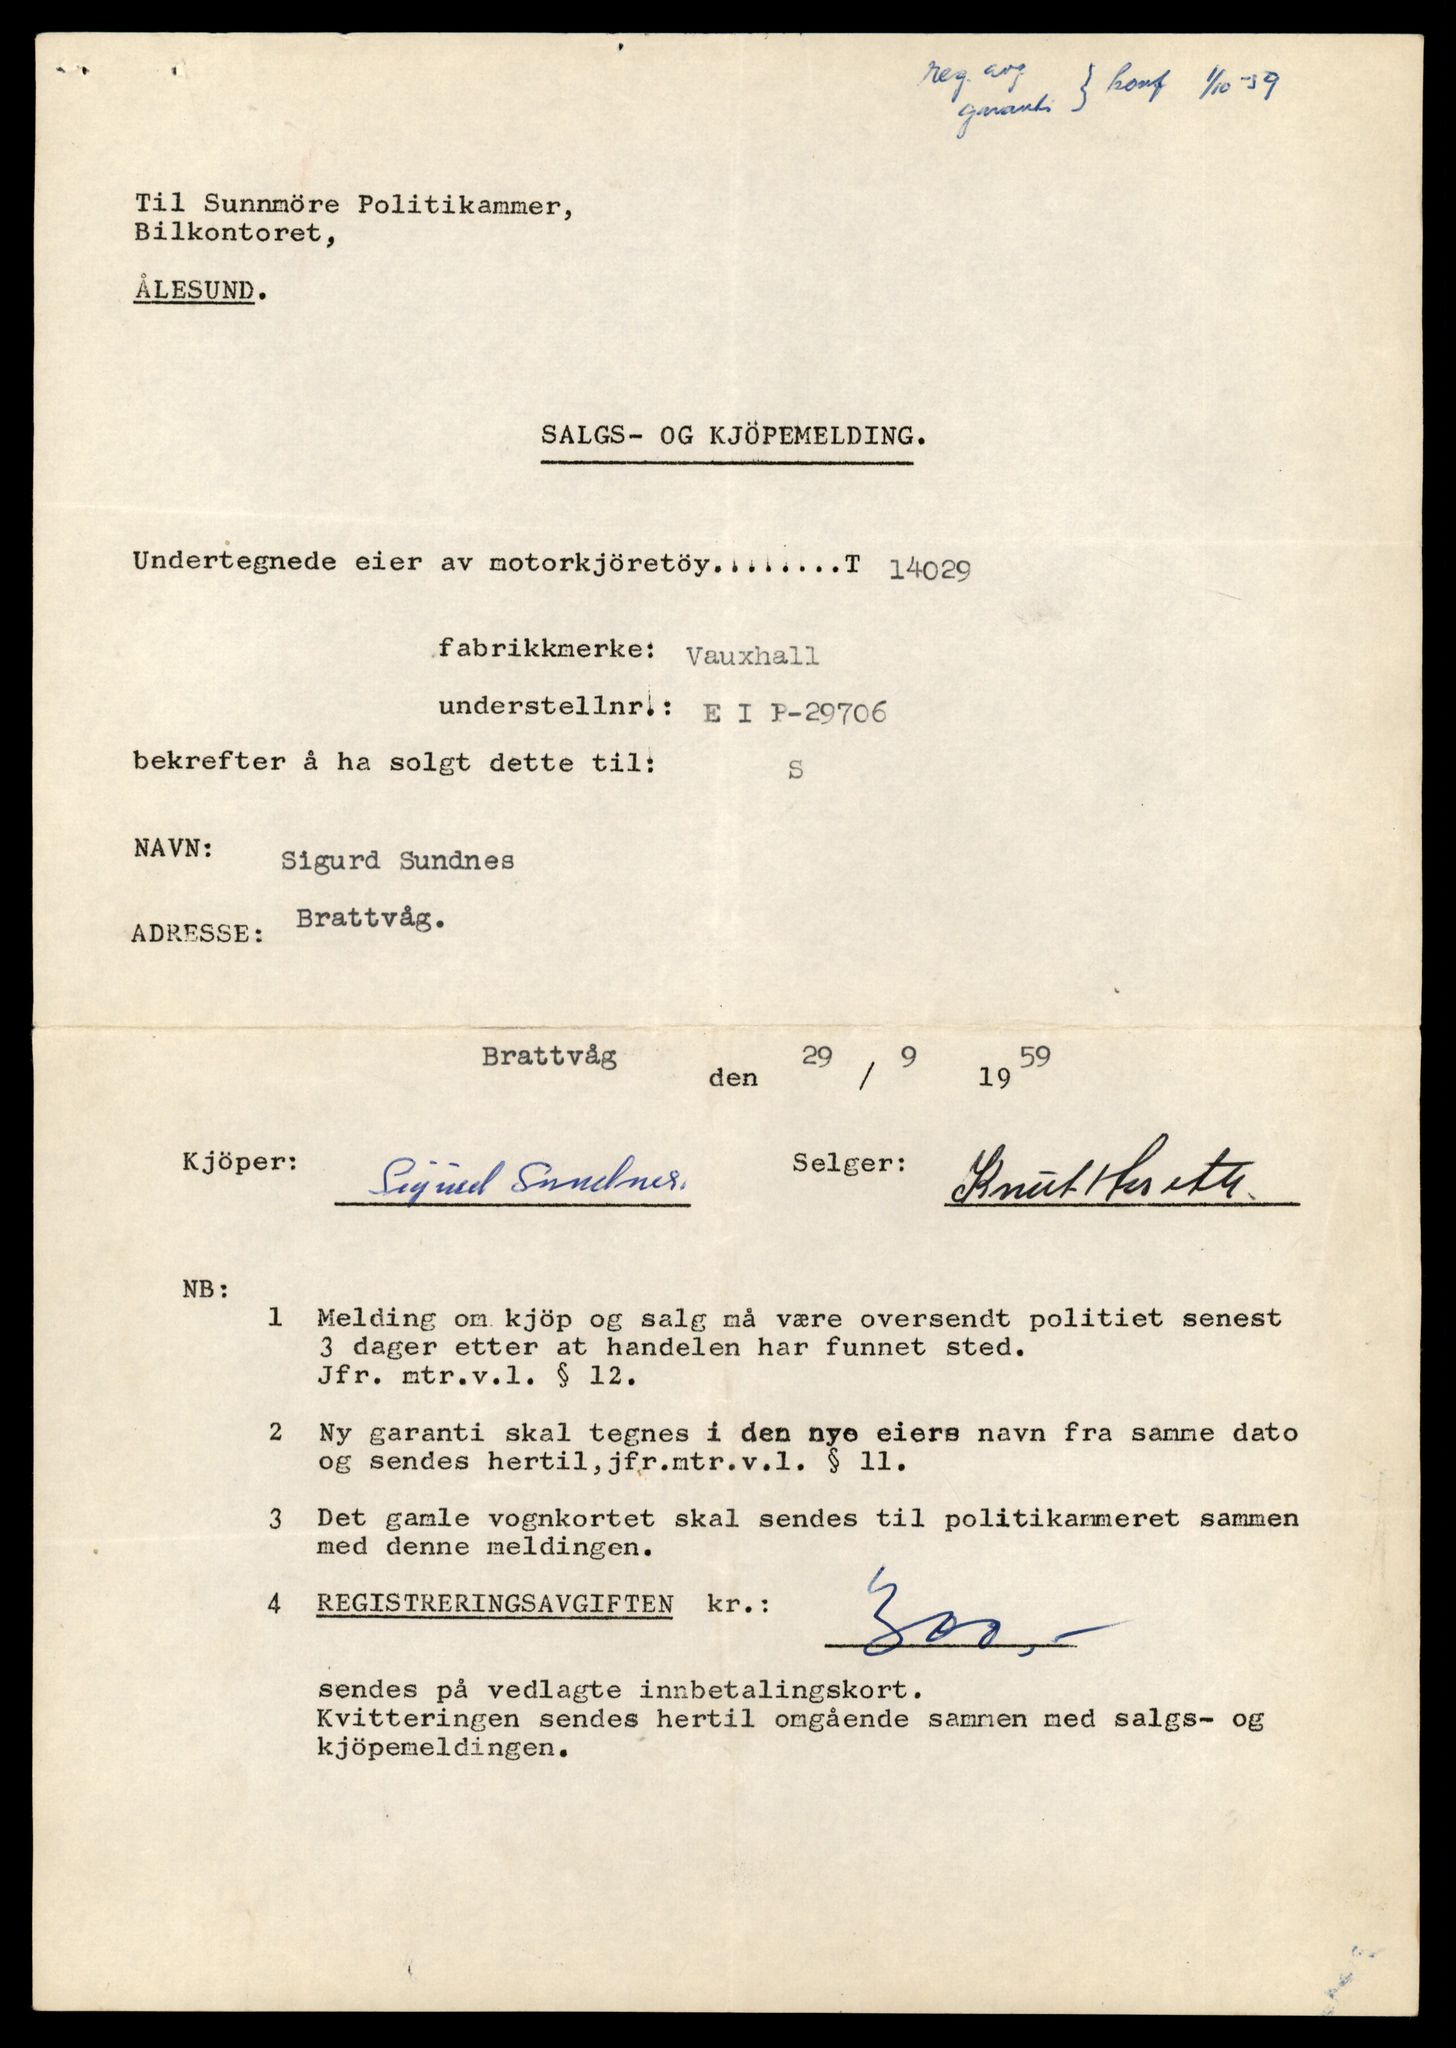 reg. avg
garanti } konf 1/10-59
Til Sunnmöre Politikammer,
Bilkontoret,
ÅLESUND.
SALGS- OG KJÖPEMELDING.
Undertegnede eier av motorkjöretöy.........T 14029
fabrikkmerke: Vauxhall
understellnr.: E I P-29706
bekrefter å ha solgt dette til: S
NAVN: Sigurd Sundnes
ADRESSE: Brattvåg.
Brattvåg den 29 / 9 1959
Kjöper: Sigurd Sundnes. Selger: Knut
NB:
1 Melding om kjöp og salg må være oversendt politiet senest
3 dager etter at handelen har funnet sted.
Jfr. mtr.v.l. § 12.
2 Ny garanti skal tegnes i den nye eiers navn fra samme dato
og sendes hertil, jfr.mtr.v.l. § 11.
3 Det gamle vognkortet skal sendes til politikammeret sammen
med denne meldingen.
4 REGISTRERINGSAVGIFTEN kr.: 300,-
sendes på vedlagte innbetalingskort.
Kvitteringen sendes hertil omgående sammen med salgs- og
kjöpemeldingen.